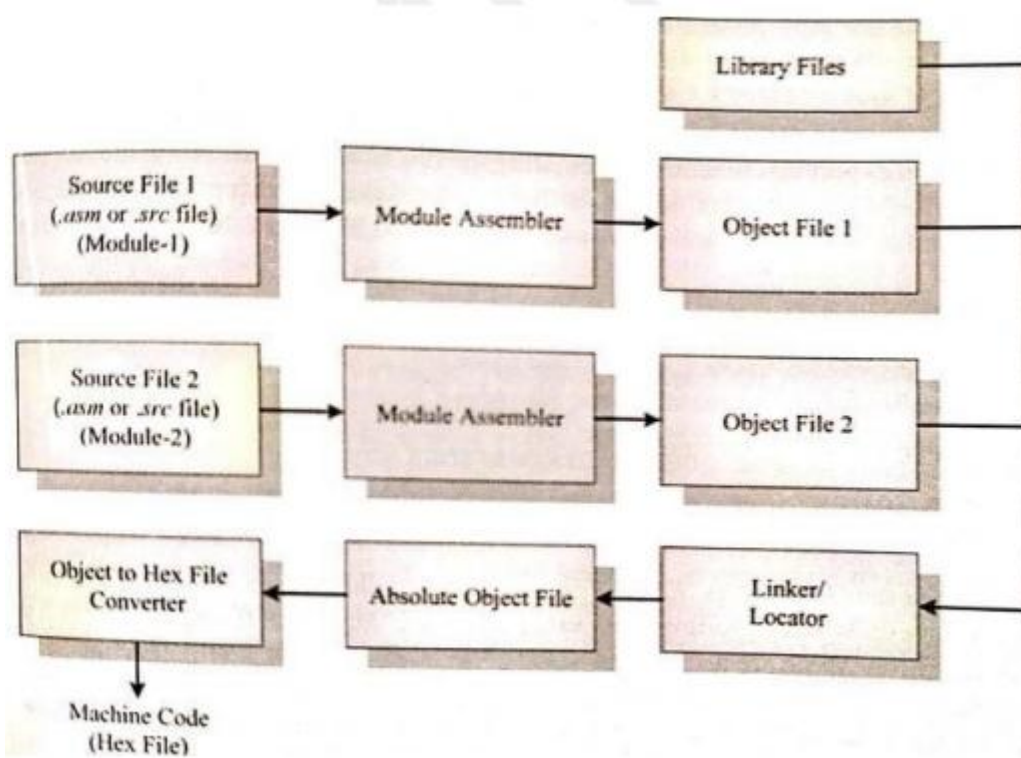 Library Files
Source File 1
(.asm or .src file)
(Module-1)
Module Assembler
Object File 1
Source File 2
(.asm or .src file)
(Module-2)
Module Assembler
Object File 2
Object to Hex File
Converter
Absolute Object File
Linker/
Locator
Machine Code
(Hex File)